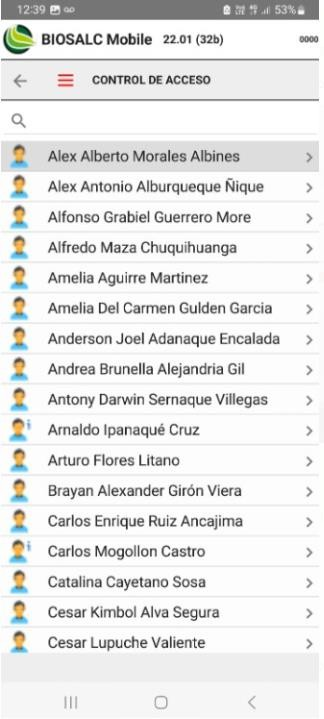 12:39 53%
BIOSALC Mobile 22.01 (32b) 0000
CONTROL DE ACCESO
Alex Alberto Morales Albines
Alex Antonio Alburqueque Ñique
Alfonso Grabiel Guerrero More
Alfredo Maza Chuquihuanga
Amelia Aguirre Martinez
Amelia Del Carmen Gulden Garcia
Anderson Joel Adanaque Encalada
Andrea Brunella Alejandria Gil
Antony Darwin Sernaque Villegas
Arnaldo Ipanaqué Cruz
Arturo Flores Litano
Brayan Alexander Girón Viera
Carlos Enrique Ruiz Ancajima
Carlos Mogollon Castro
Catalina Cayetano Sosa
Cesar Kimbol Alva Segura
Cesar Lupuche Valiente